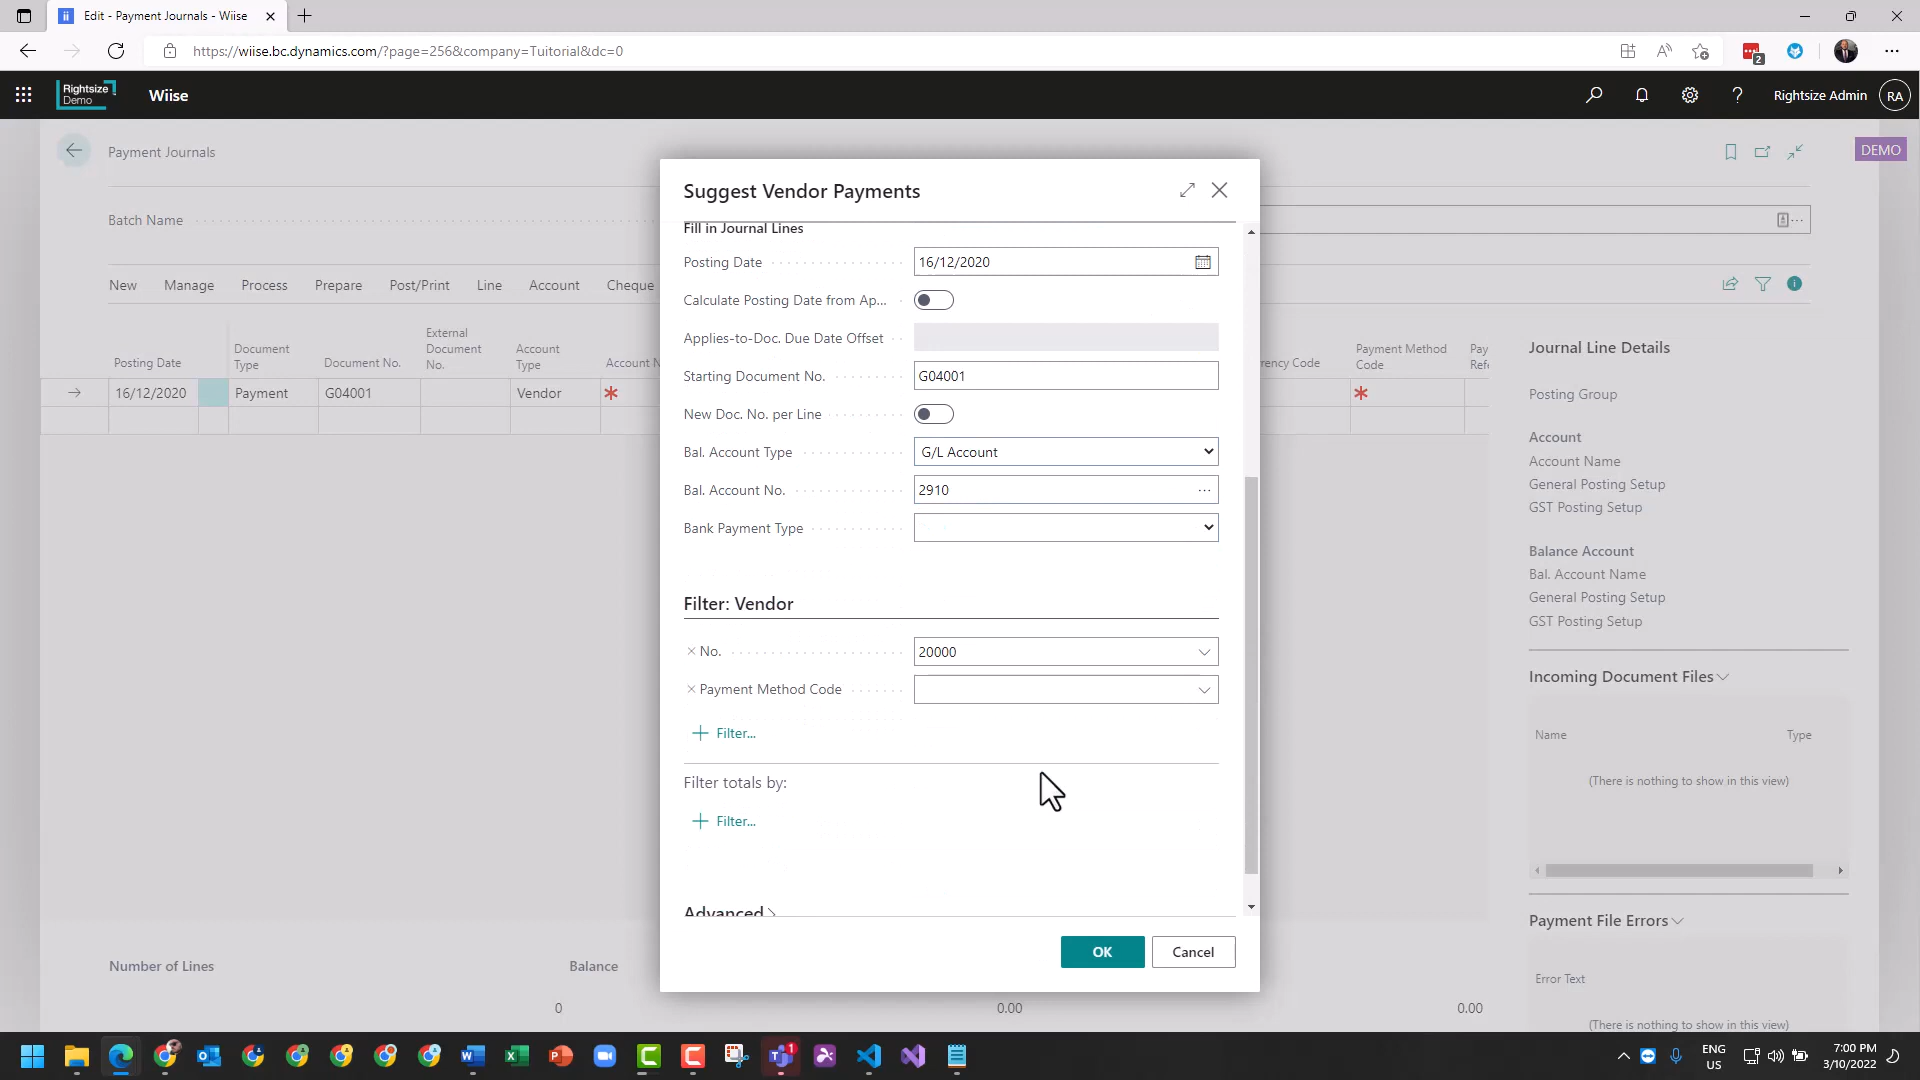 Edit - Payment Journals - Wiise
https://wiise.bc.dynamics.com/?page=256&company=Tuitorial&dc=0
2
Rightsize
Demo
Wiise
Rightsize Admin
RA
Payment Journals
DEMO
Batch Name
New
Manage
Process
Prepare
Post/Print
Line
Account
Cheque
Posting Date
Document Type
Document No.
External Document No.
Account Type
Account N
rency Code
Payment Method Code
Pay
Refe
16/12/2020
Payment
G04001
Vendor
Suggest Vendor Payments
Fill in Journal Lines
Posting Date
16/12/2020
Calculate Posting Date from Ap...
Applies-to-Doc. Due Date Offset
Starting Document No.
G04001
New Doc. No. per Line
Bal. Account Type
G/L Account
Bal. Account No.
2910
Bank Payment Type
Filter: Vendor
No.
20000
Payment Method Code
Filter...
Filter totals by:
Filter...
Advanced
OK
Cancel
Journal Line Details
Posting Group
Account
Account Name
General Posting Setup
GST Posting Setup
Balance Account
Bal. Account Name
General Posting Setup
GST Posting Setup
Incoming Document Files
Name
Type
(There is nothing to show in this view)
Payment File Errors
Error Text
(There is nothing to show in this view)
Number of Lines
Balance
0
0.00
0.00
1
ENG
US
7:00 PM
3/10/2022